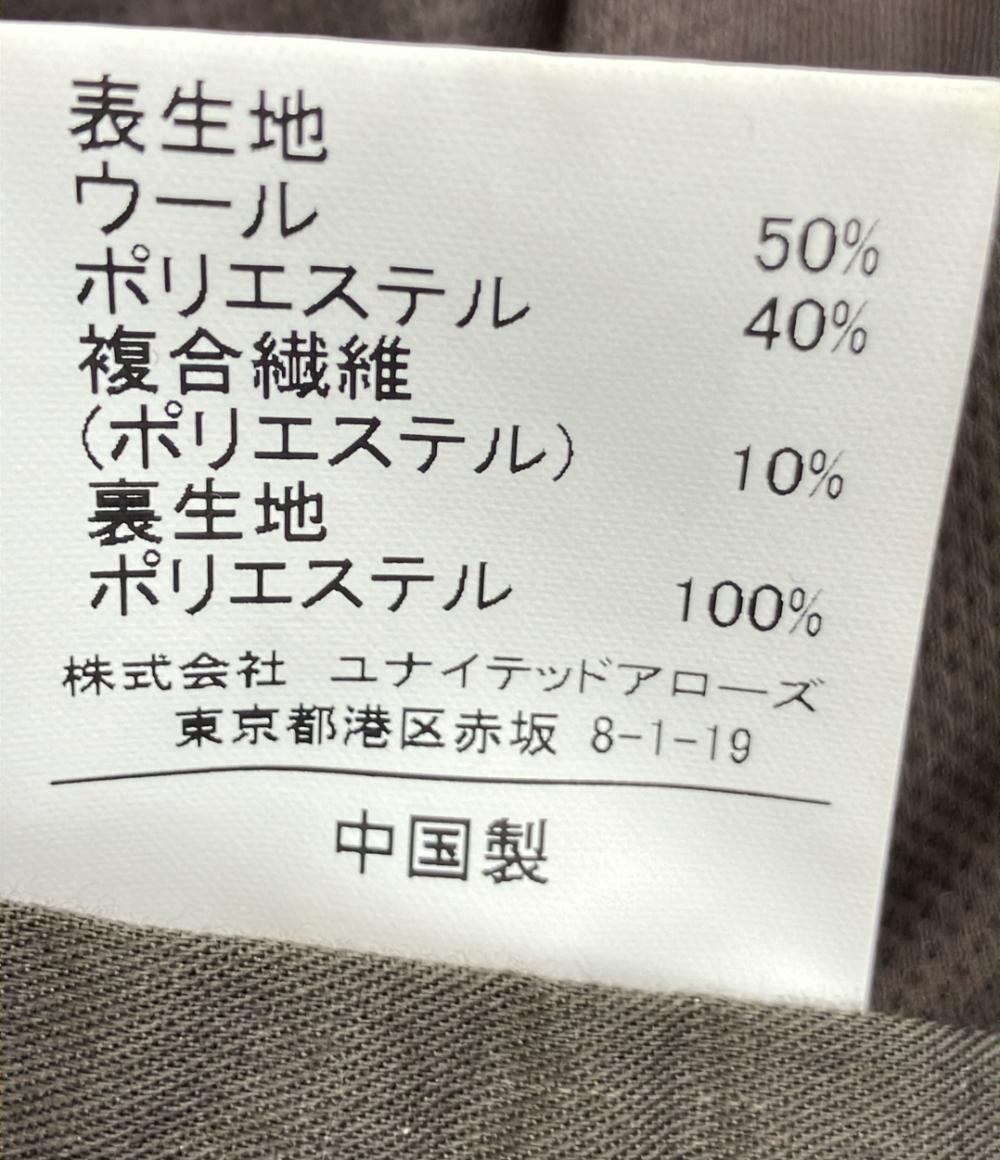 表生地
ウール 50%
ポリエステル 40%
複合繊維
(ポリエステル) 10%
裏生地
ポリエステル 100%
株式会社 ユナイテッドアローズ
東京都港区赤坂 8-1-19
中国製